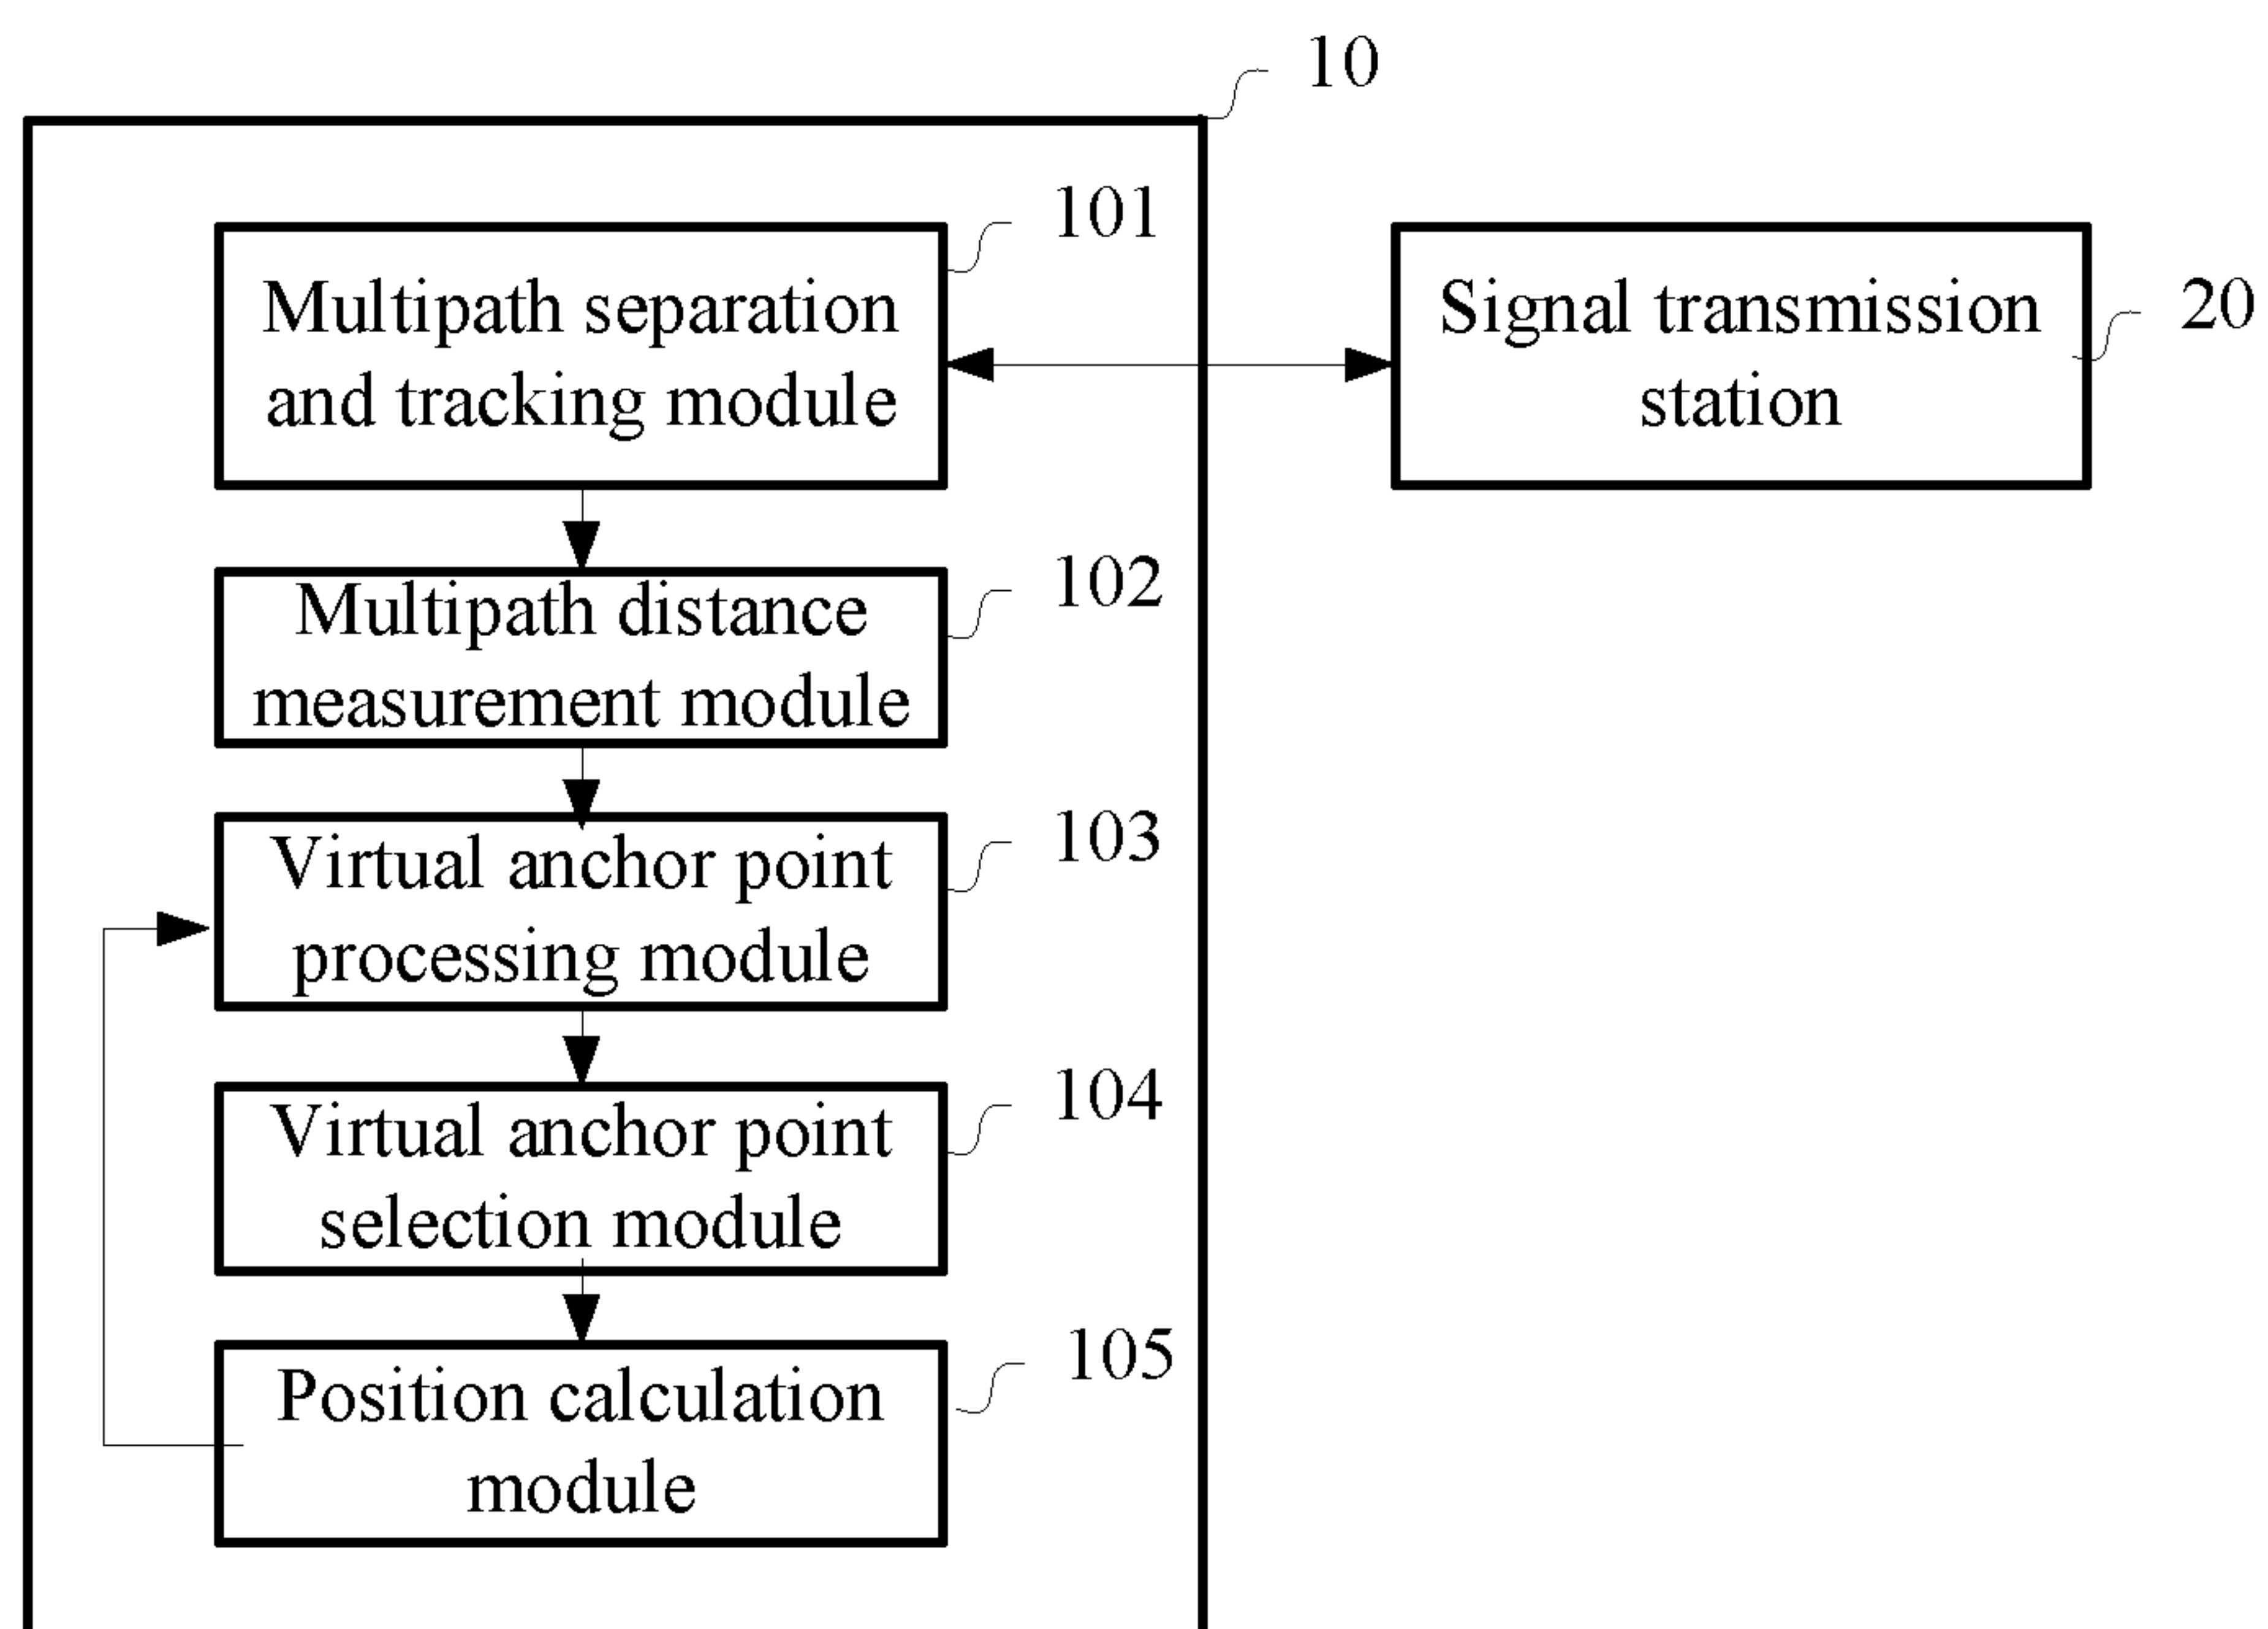 10
101
Multipath separation
and tracking module
Signal transmission
station
20
102
Multipath distance
measurement module
103
Virtual anchor point
processing module
104
Virtual anchor point
selection module
105
Position calculation
module